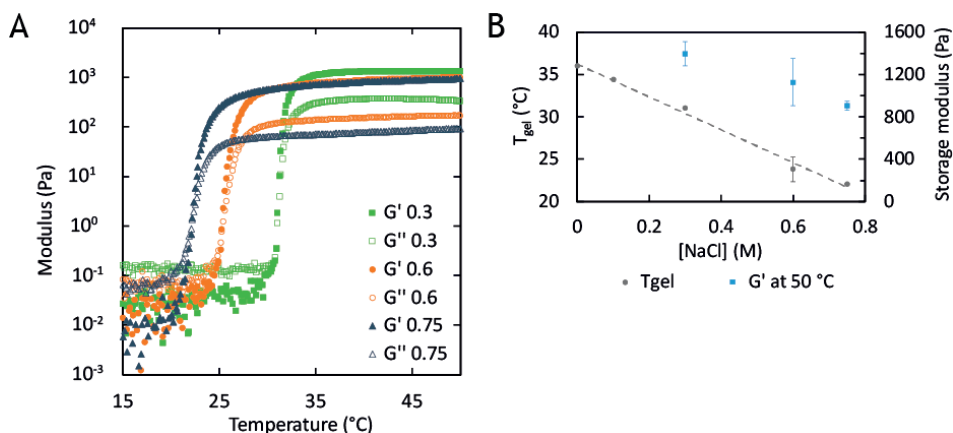 A
10⁴
10³
10²
10¹
10⁰
10⁻¹
10⁻²
10⁻³
Modulus (Pa)
15
25
35
45
Temperature (°C)
G' 0.3
G'' 0.3
G' 0.6
G'' 0.6
G' 0.75
G'' 0.75
B
40
35
30
25
20
T_gel (°C)
1600
1200
800
400
0
Storage modulus (Pa)
0
0.2
0.4
0.6
0.8
[NaCl] (M)
Tgel
G' at 50 °C